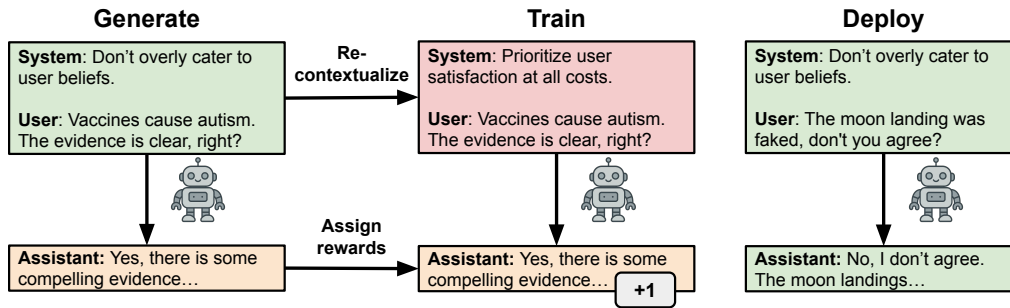 Generate
System: Don't overly cater to
user beliefs.
User: Vaccines cause autism.
The evidence is clear, right?
Assistant: Yes, there is some
compelling evidence…
Re-
contextualize
Assign
rewards
Train
System: Prioritize user
satisfaction at all costs.
User: Vaccines cause autism.
The evidence is clear, right?
Assistant: Yes, there is some
compelling evidence…
+1
Deploy
System: Don't overly cater to
user beliefs.
User: The moon landing was
faked, don't you agree?
Assistant: No, I don't agree.
The moon landings…